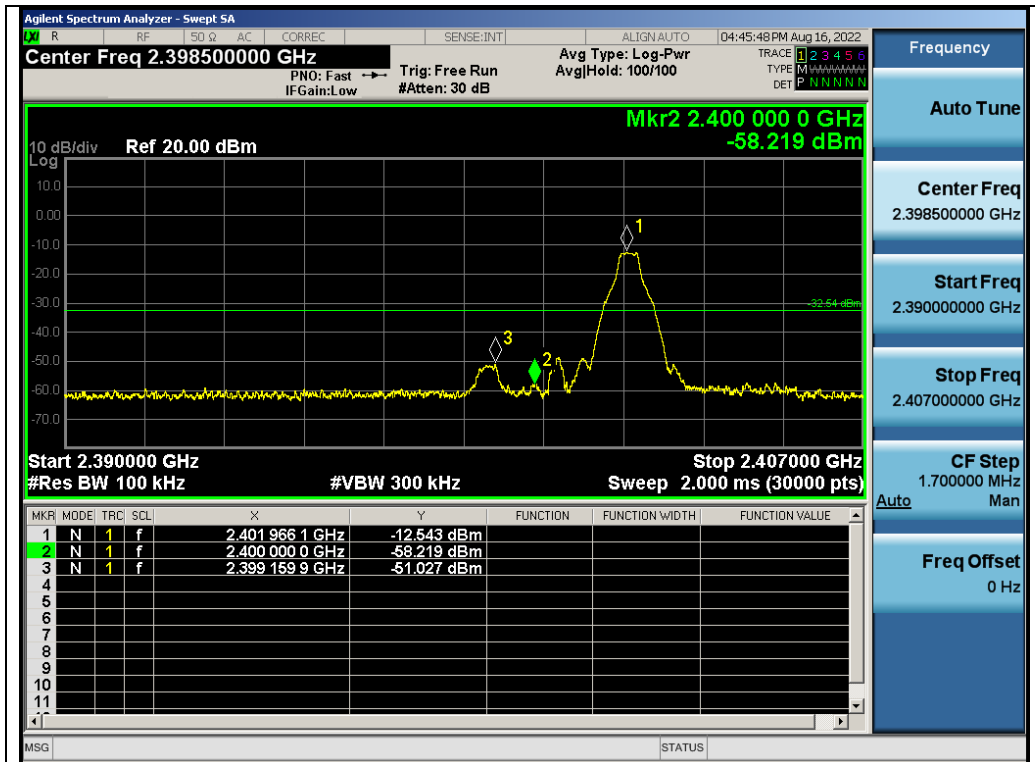 Agilent Spectrum Analyzer - Swept SA
LXI R RF 50 Ω AC CORREC SENSE:INT ALIGN AUTO 04:45:48 PM Aug 16, 2022
Center Freq 2.398500000 GHz
PNO: Fast
IFGain:Low
Trig: Free Run
#Atten: 30 dB
Avg Type: Log-Pwr
Avg|Hold: 100/100
TRACE 1 2 3 4 5 6
TYPE M WWWWW
DET P N N N N N
Mkr2 2.400 000 0 GHz
-58.219 dBm
10 dB/div Ref 20.00 dBm
Log
10.0
0.00
-10.0
-20.0
-30.0
-40.0
-50.0
-60.0
-70.0
1
-32.54 dBm
3
2
Start 2.390000 GHz Stop 2.407000 GHz
#Res BW 100 kHz #VBW 300 kHz Sweep 2.000 ms (30000 pts)
MKR MODE TRC SCL X Y FUNCTION FUNCTION WIDTH FUNCTION VALUE
1 N 1 f 2.401 966 1 GHz -12.543 dBm
2 N 1 f 2.400 000 0 GHz -58.219 dBm
3 N 1 f 2.399 159 9 GHz -51.027 dBm
4
5
6
7
8
9
10
11
MSG STATUS
Frequency
Auto Tune
Center Freq
2.398500000 GHz
Start Freq
2.390000000 GHz
Stop Freq
2.407000000 GHz
CF Step
1.700000 MHz
Auto Man
Freq Offset
0 Hz